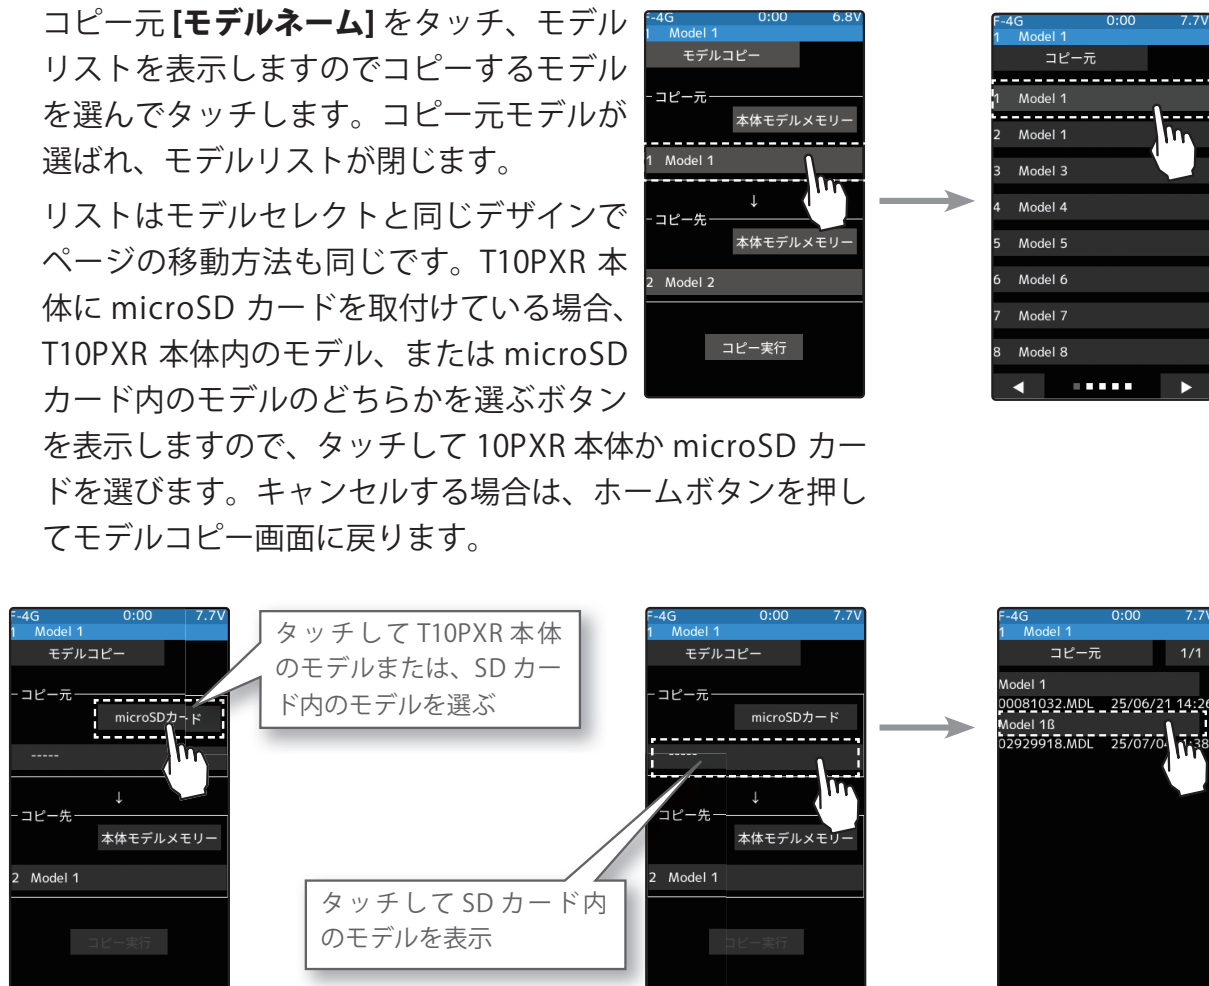 コピー元 [モデルネーム] をタッチ、モデル
リストを表示しますのでコピーするモデル
を選んでタッチします。コピー元モデルが
選ばれ、モデルリストが閉じます。
リストはモデルセレクトと同じデザインで
ページの移動方法も同じです。T10PXR 本
体に microSD カードを取付けている場合、
T10PXR 本体内のモデル、または microSD
カード内のモデルのどちらかを選ぶボタン
を表示しますので、タッチして 10PXR 本体か microSD カー
ドを選びます。キャンセルする場合は、ホームボタンを押し
てモデルコピー画面に戻ります。
F-4G 0:00 6.8V
1 Model 1
モデルコピー
コピー元
本体モデルメモリー
1 Model 1
↓
コピー先
本体モデルメモリー
2 Model 2
コピー実行
F-4G 0:00 7.7V
1 Model 1
コピー元
1 Model 1
2 Model 1
3 Model 3
4 Model 4
5 Model 5
6 Model 6
7 Model 7
8 Model 8
F-4G 0:00 7.7V
1 Model 1
モデルコピー
コピー元
microSDカード
-----
↓
コピー先
本体モデルメモリー
2 Model 1
コピー実行
タッチして T10PXR 本体
のモデルまたは、SD カー
ド内のモデルを選ぶ
F-4G 0:00 7.7V
1 Model 1
モデルコピー
コピー元
microSDカード
-----
↓
コピー先
本体モデルメモリー
2 Model 1
コピー実行
タッチして SD カード内
のモデルを表示
F-4G 0:00 7.7V
1 Model 1
コピー元 1/1
Model 1
00081032.MDL 25/06/21 14:26
Model 1ß
02929918.MDL 25/07/0